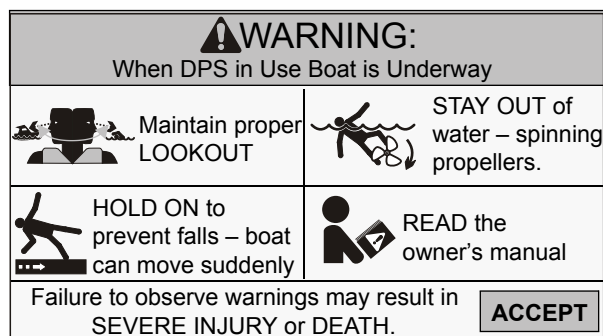 WARNING:
When DPS in Use Boat is Underway
Maintain proper
LOOKOUT
STAY OUT of
water – spinning
propellers.
HOLD ON to
prevent falls – boat
can move suddenly
READ the
owner’s manual
Failure to observe warnings may result in
SEVERE INJURY or DEATH.
ACCEPT